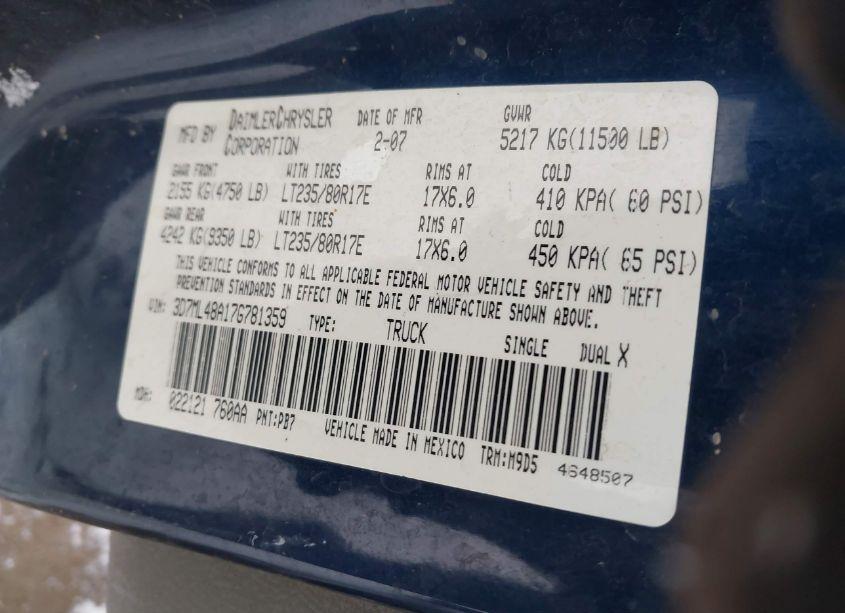 MFD BY DAIMLERCHRYSLER CORPORATION DATE OF MFR 2-07 GVWR 5217 KG(11500 LB)
GAWR FRONT WITH TIRES RIMS AT COLD
2155 KG(4750 LB) LT235/80R17E 17X6.0 410 KPA( 60 PSI)
GAWR REAR WITH TIRES RIMS AT COLD
4242 KG(9350 LB) LT235/80R17E 17X6.0 450 KPA( 65 PSI)
THIS VEHICLE CONFORMS TO ALL APPLICABLE FEDERAL MOTOR VEHICLE SAFETY AND THEFT
PREVENTION STANDARDS IN EFFECT ON THE DATE OF MANUFACTURE SHOWN ABOVE.
VIN: 3D7ML48A17G781359 TYPE: TRUCK SINGLE DUAL X
MDH: 022121 760AA PNT:PB7 VEHICLE MADE IN MEXICO TRM:M9D5 4648507